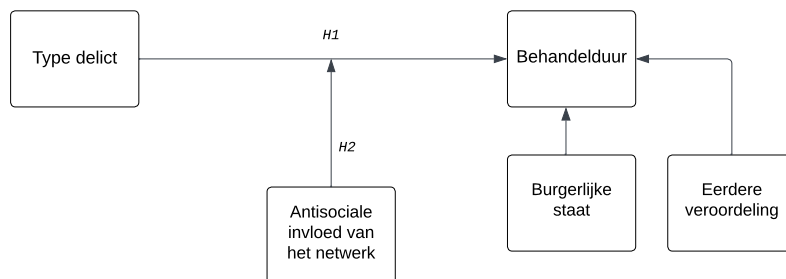 H1
Type delict
Behandelduur
H2
Burgerlijke
staat
Eerdere
veroordeling
Antisociale
invloed van
het netwerk